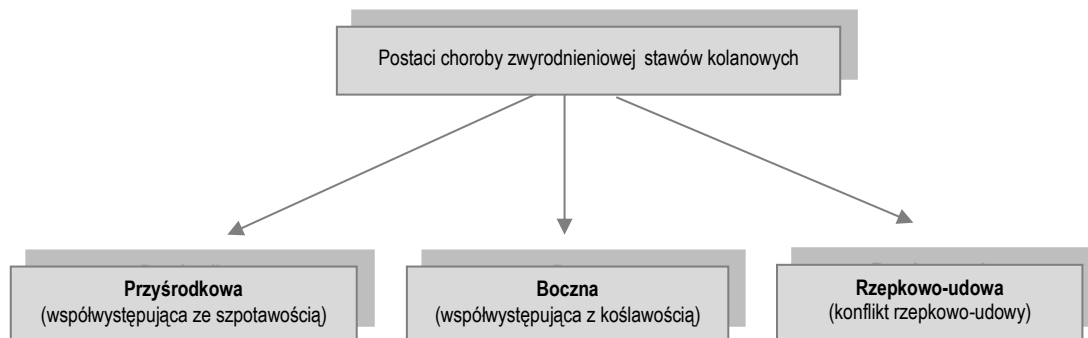 Postaci choroby zwyrodnieniowej stawów kolanowych
Przyśrodkowa
(współwystępująca ze szpotawością)
Boczna
(współwystępująca z koślawością)
Rzepkowo-udowa
(konflikt rzepkowo-udowy)